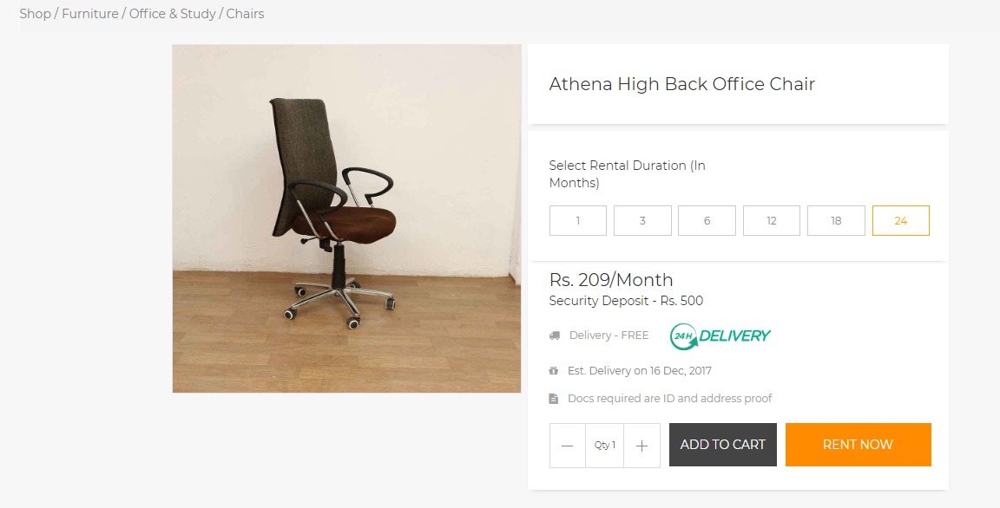 Shop / Furniture / Office & Study / Chairs
Athena High Back Office Chair
Select Rental Duration (In
Months)
1 3 6 12 18 24
Rs. 209/Month
Security Deposit - Rs. 500
Delivery - FREE 24H DELIVERY
Est. Delivery on 16 Dec, 2017
Docs required are ID and address proof
Qty 1 ADD TO CART RENT NOW